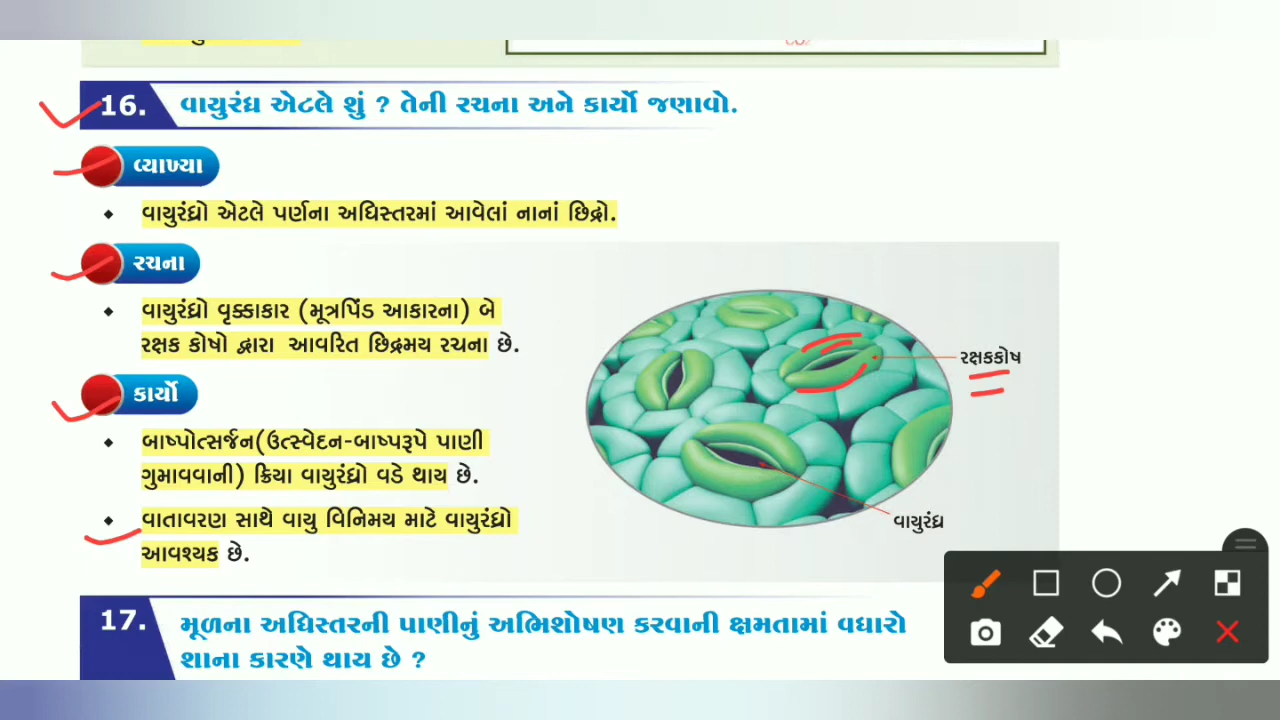 16. વાયુરંધ્ર એટલે શું ? તેની રચના અને કાર્યો જણાવો.
વ્યાખ્યા
વાયુરંધ્રો એટલે પર્ણના અધિસ્તરમાં આવેલાં નાનાં છિદ્રો.
રચના
વાયુરંધ્રો વૃક્કાકાર (મૂત્રપિંડ આકારના) બે
રક્ષક કોષો દ્વારા આવરિત છિદ્રમય રચના છે.
કાર્યો
બાષ્પોત્સર્જન(ઉત્સ્વેદન-બાષ્પરૂપે પાણી
ગુમાવવાની) ક્રિયા વાયુરંધ્રો વડે થાય છે.
વાતાવરણ સાથે વાયુ વિનિમય માટે વાયુરંધ્રો
આવશ્યક છે.
રક્ષકકોષ
વાયુરંધ્ર
17. મૂળના અધિસ્તરની પાણીનું અભિશોષણ કરવાની ક્ષમતામાં વધારો
શાના કારણે થાય છે ?